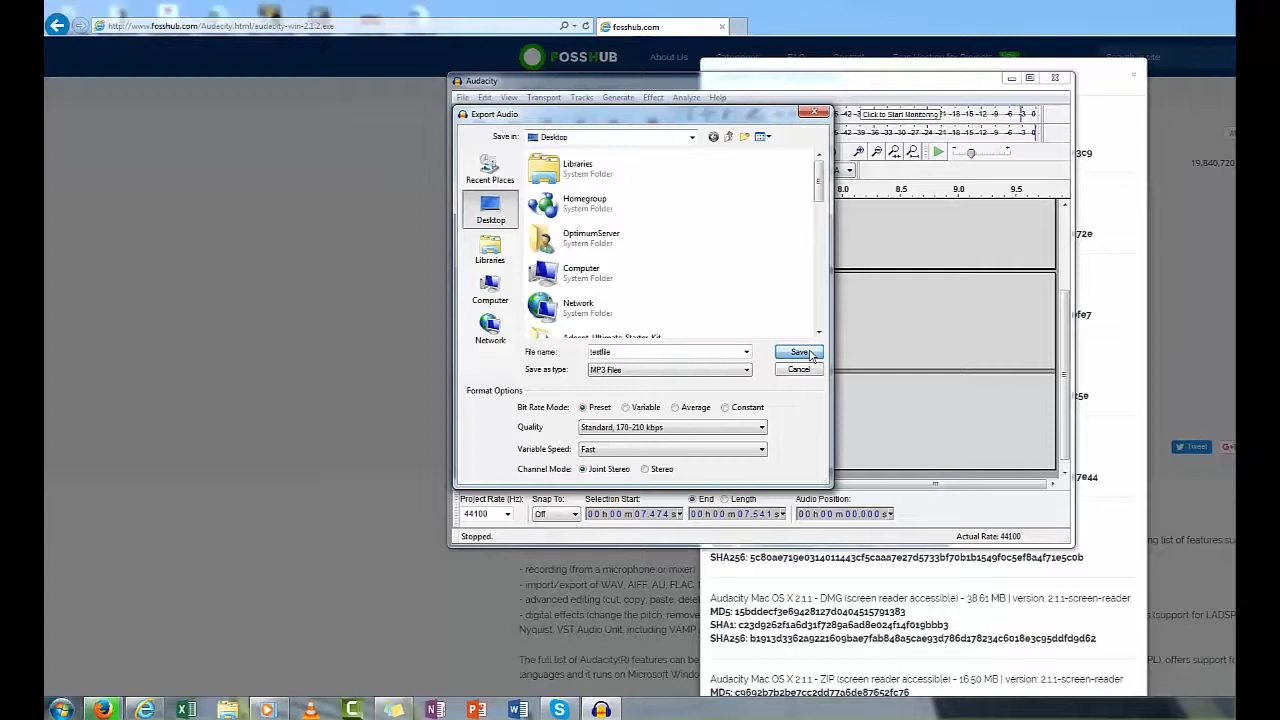 http://www.fosshub.com/Audacity.html/audacity-win-2.1.2.exe
fosshub.com
FOSSHUB
About Us
site
Audacity
File Edit View Transport Tracks Generate Effect Analyze Help
Export Audio
Click to Start Monitoring
Save in: Desktop
Recent Places
Desktop
Libraries
Computer
Network
Libraries
System Folder
Homegroup
System Folder
OptimumServer
System Folder
Computer
System Folder
Network
System Folder
8.0 8.5 9.0 9.5
19,840,720
File name: testfile
Save
Save as type: MP3 Files
Cancel
Format Options
Bit Rate Mode: Preset Variable Average Constant
Quality Standard, 170-210 kbps
Variable Speed: Fast
Channel Mode: Joint Stereo Stereo
Tweet
Project Rate (Hz): Snap To: Selection Start: End Length Audio Position:
44100 Off 00 h 00 m 07.474 s 00 h 00 m 07.541 s 00 h 00 m 00.000 s
Stopped. Actual Rate: 44100
ing list of features
SHA256: 5c80ae719e0314011443cf5caaa7e27d5733bf70b1b1549f0c5ef8a4f71e5c0b
- recording (from a microphone or mixer)
- import/export of WAV, AIFF, AU, FLAC,
- advanced editing (cut, copy, paste,
- digital effects (change the pitch,
Nyquist, VST Audio Unit, including VAMP
Audacity Mac OS X 2.1.1 - DMG (screen reader accessible) - 38.61 MB | version: 2.1.1-screen-reader
MD5: 15bddecf3e69428127d0404515791383
SHA1: c23d9262f1a6d31f7289a6ad8e024f14f019bbb3
SHA256: b1913d3362a9221609bae7fab848a5cae93d786d178234c6018e3c95ddfd9d62
The full list of Audacity(R) features can be
languages and it runs on Microsoft
offers support
Audacity Mac OS X 2.1.1 - ZIP (screen reader accessible) - 16.50 MB | version: 2.1.1-screen-reader